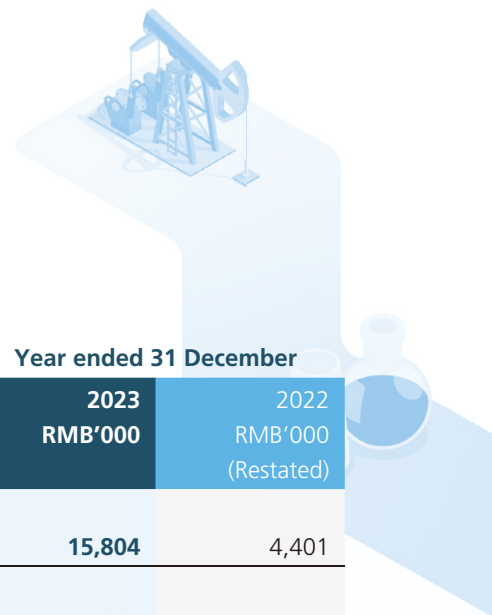 Year ended 31 December
2023 2022
RMB'000 RMB'000
(Restated)
15,804 4,401